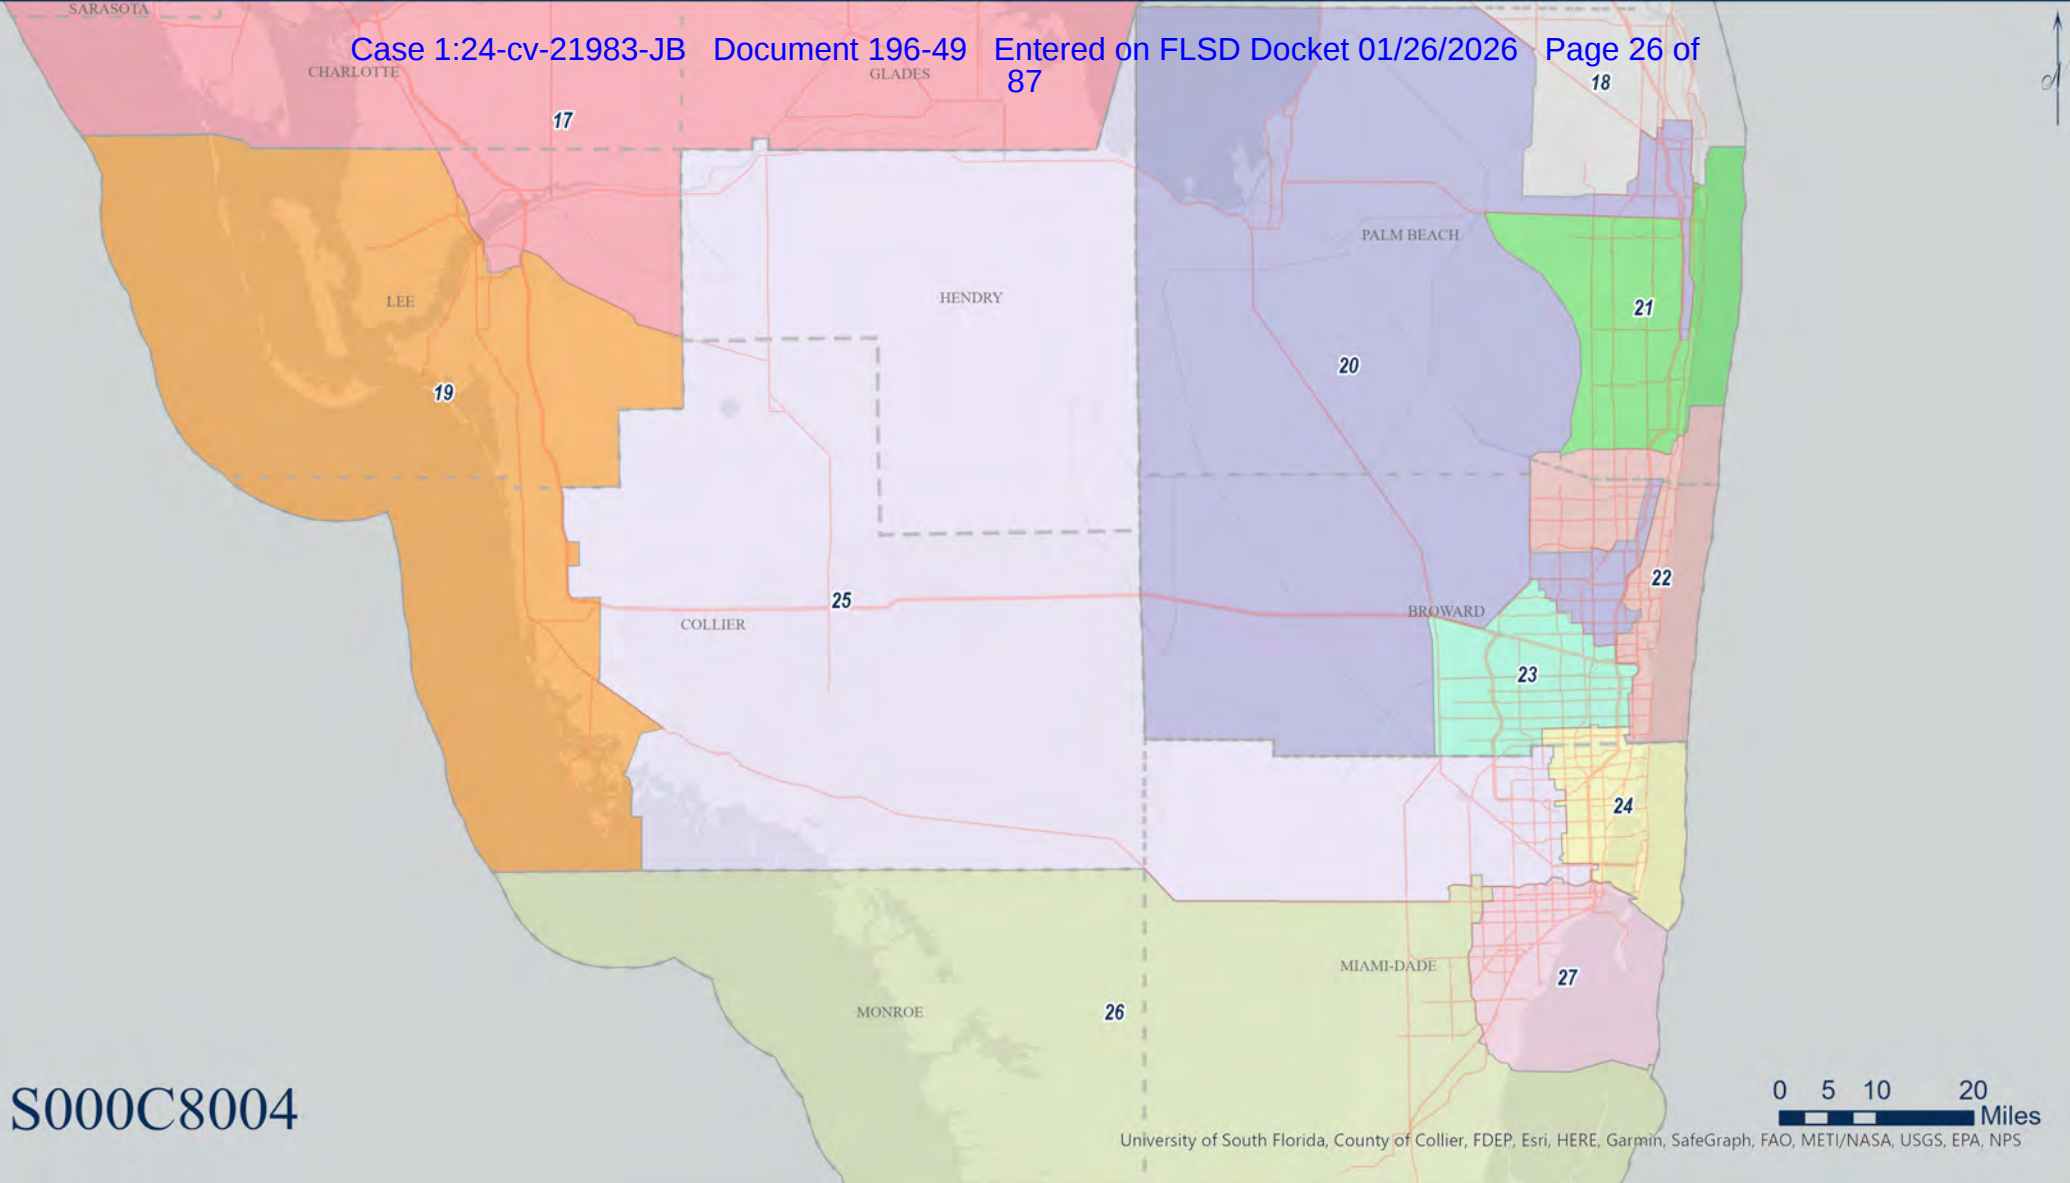 SARASOTA
Case 1:24-cv-21983-JB Document 196-49 Entered on FLSD Docket 01/26/2026 Page 26 of
87
CHARLOTTE
GLADES
18
17
PALM BEACH
HENDRY
LEE
21
20
19
22
25
BROWARD
COLLIER
23
24
MIAMI-DADE
27
MONROE
26
S000C8004
0 5 10 20
Miles
University of South Florida, County of Collier, FDEP, Esri, HERE, Garmin, SafeGraph, FAO, METI/NASA, USGS, EPA, NPS